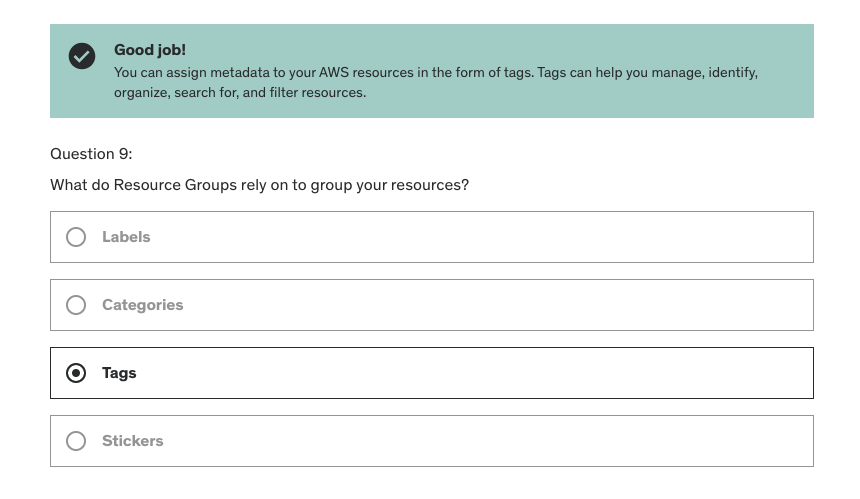 Good job!
You can assign metadata to your AWS resources in the form of tags. Tags can help you manage, identify,
organize, search for, and filter resources.
Question 9:
What do Resource Groups rely on to group your resources?
Labels
Categories
Tags
Stickers